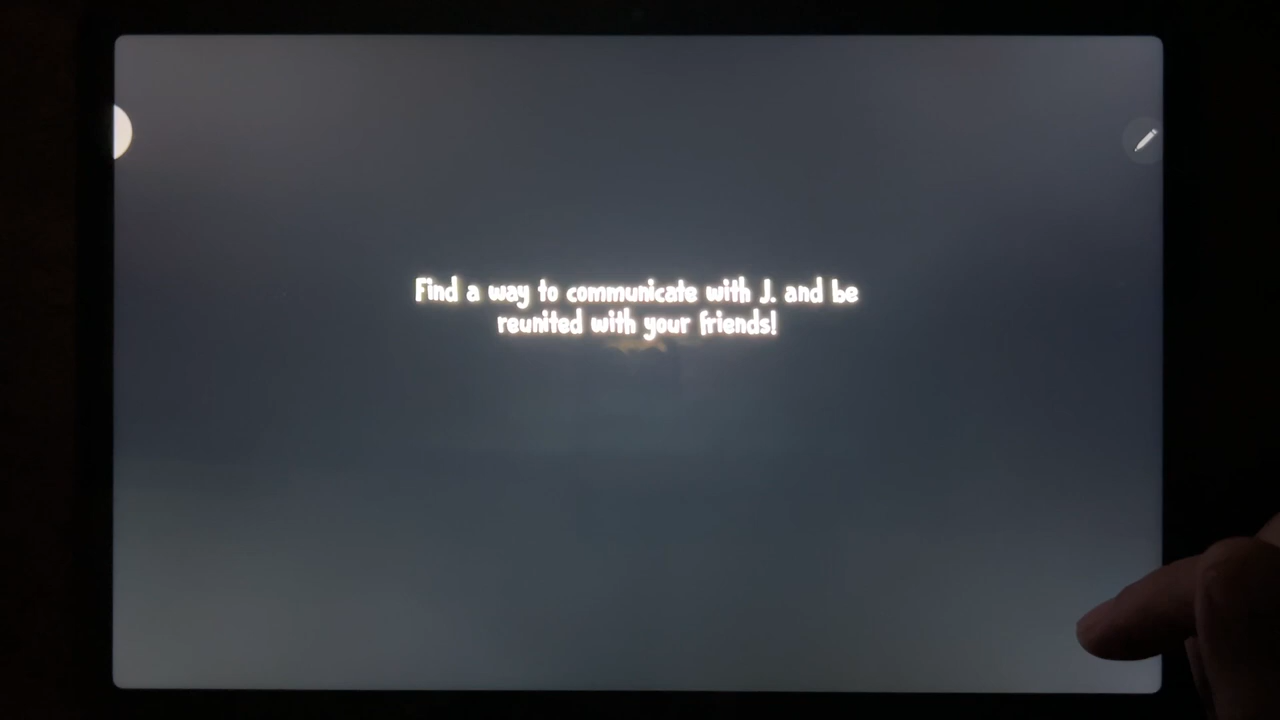 Find a way to communicate with J. and be
reunited with your friends!